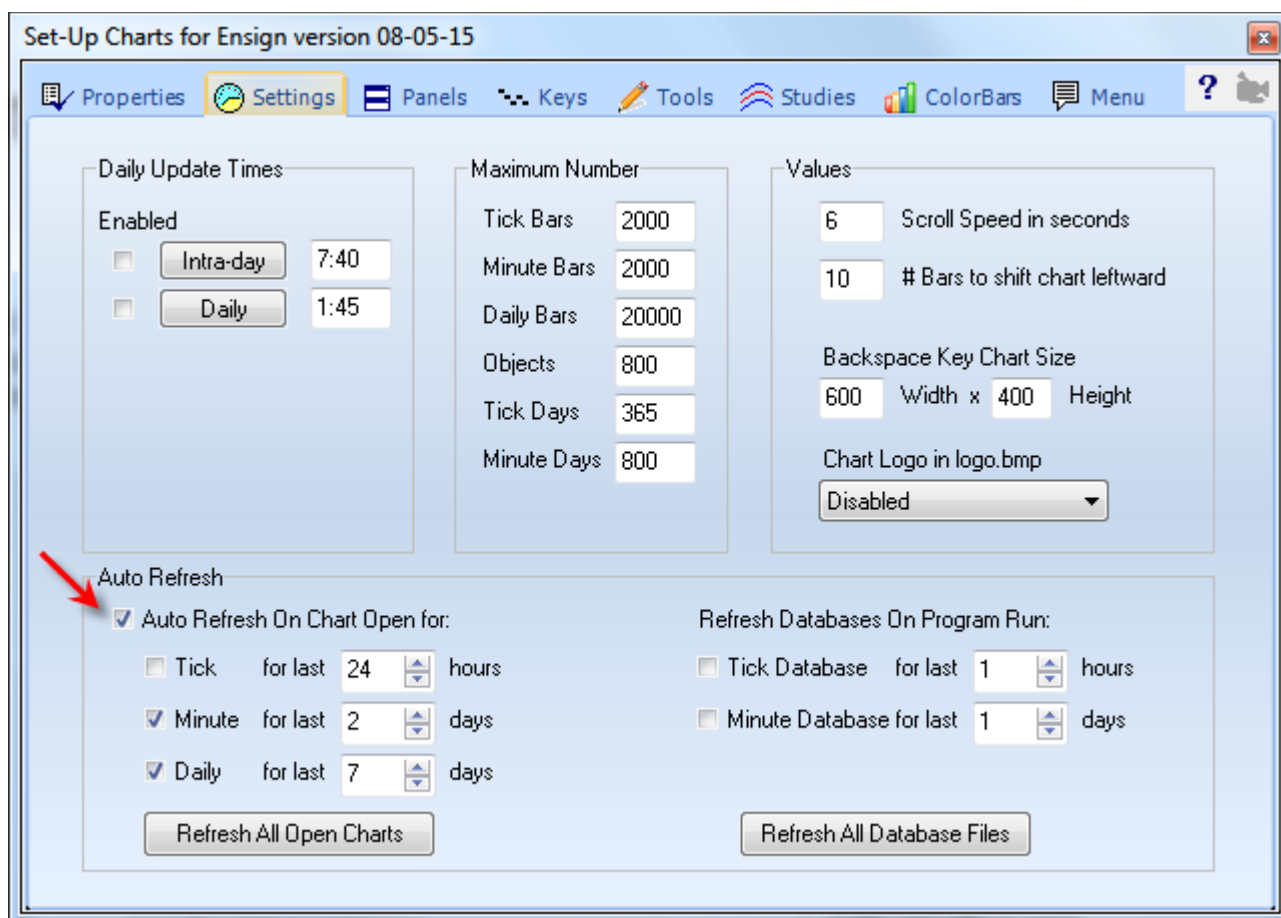 Set-Up Charts for Ensign version 08-05-15
Properties Settings Panels Keys Tools Studies ColorBars Menu ?
Daily Update Times
Enabled
Intra-day 7:40
Daily 1:45
Maximum Number
Tick Bars 2000
Minute Bars 2000
Daily Bars 20000
Objects 800
Tick Days 365
Minute Days 800
Values
6 Scroll Speed in seconds
10 # Bars to shift chart leftward
Backspace Key Chart Size
600 Width x 400 Height
Chart Logo in logo.bmp
Disabled
Auto Refresh
Auto Refresh On Chart Open for:
Tick for last 24 hours
Minute for last 2 days
Daily for last 7 days
Refresh All Open Charts
Refresh Databases On Program Run:
Tick Database for last 1 hours
Minute Database for last 1 days
Refresh All Database Files